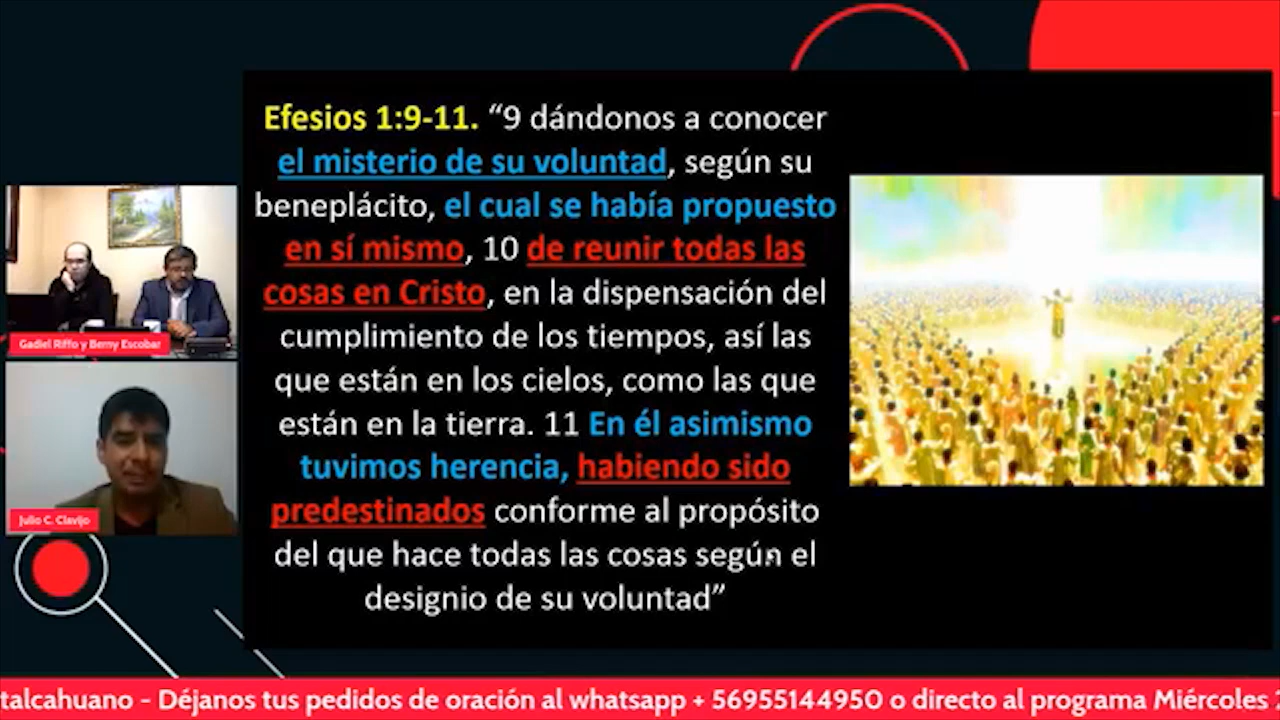 Efesios 1:9-11. “9 dándonos a conocer
el misterio de su voluntad, según su
beneplácito, el cual se había propuesto
en sí mismo, 10 de reunir todas las
cosas en Cristo, en la dispensación del
cumplimiento de los tiempos, así las
que están en los cielos, como las que
están en la tierra. 11 En él asimismo
tuvimos herencia, habiendo sido
predestinados conforme al propósito
del que hace todas las cosas según el
designio de su voluntad”
Gadiel Riffo y Berny Escobar
Julio C. Clavijo
talcahuano - Déjanos tus pedidos de oración al whatsapp + 56955144950 o directo al programa Miércoles